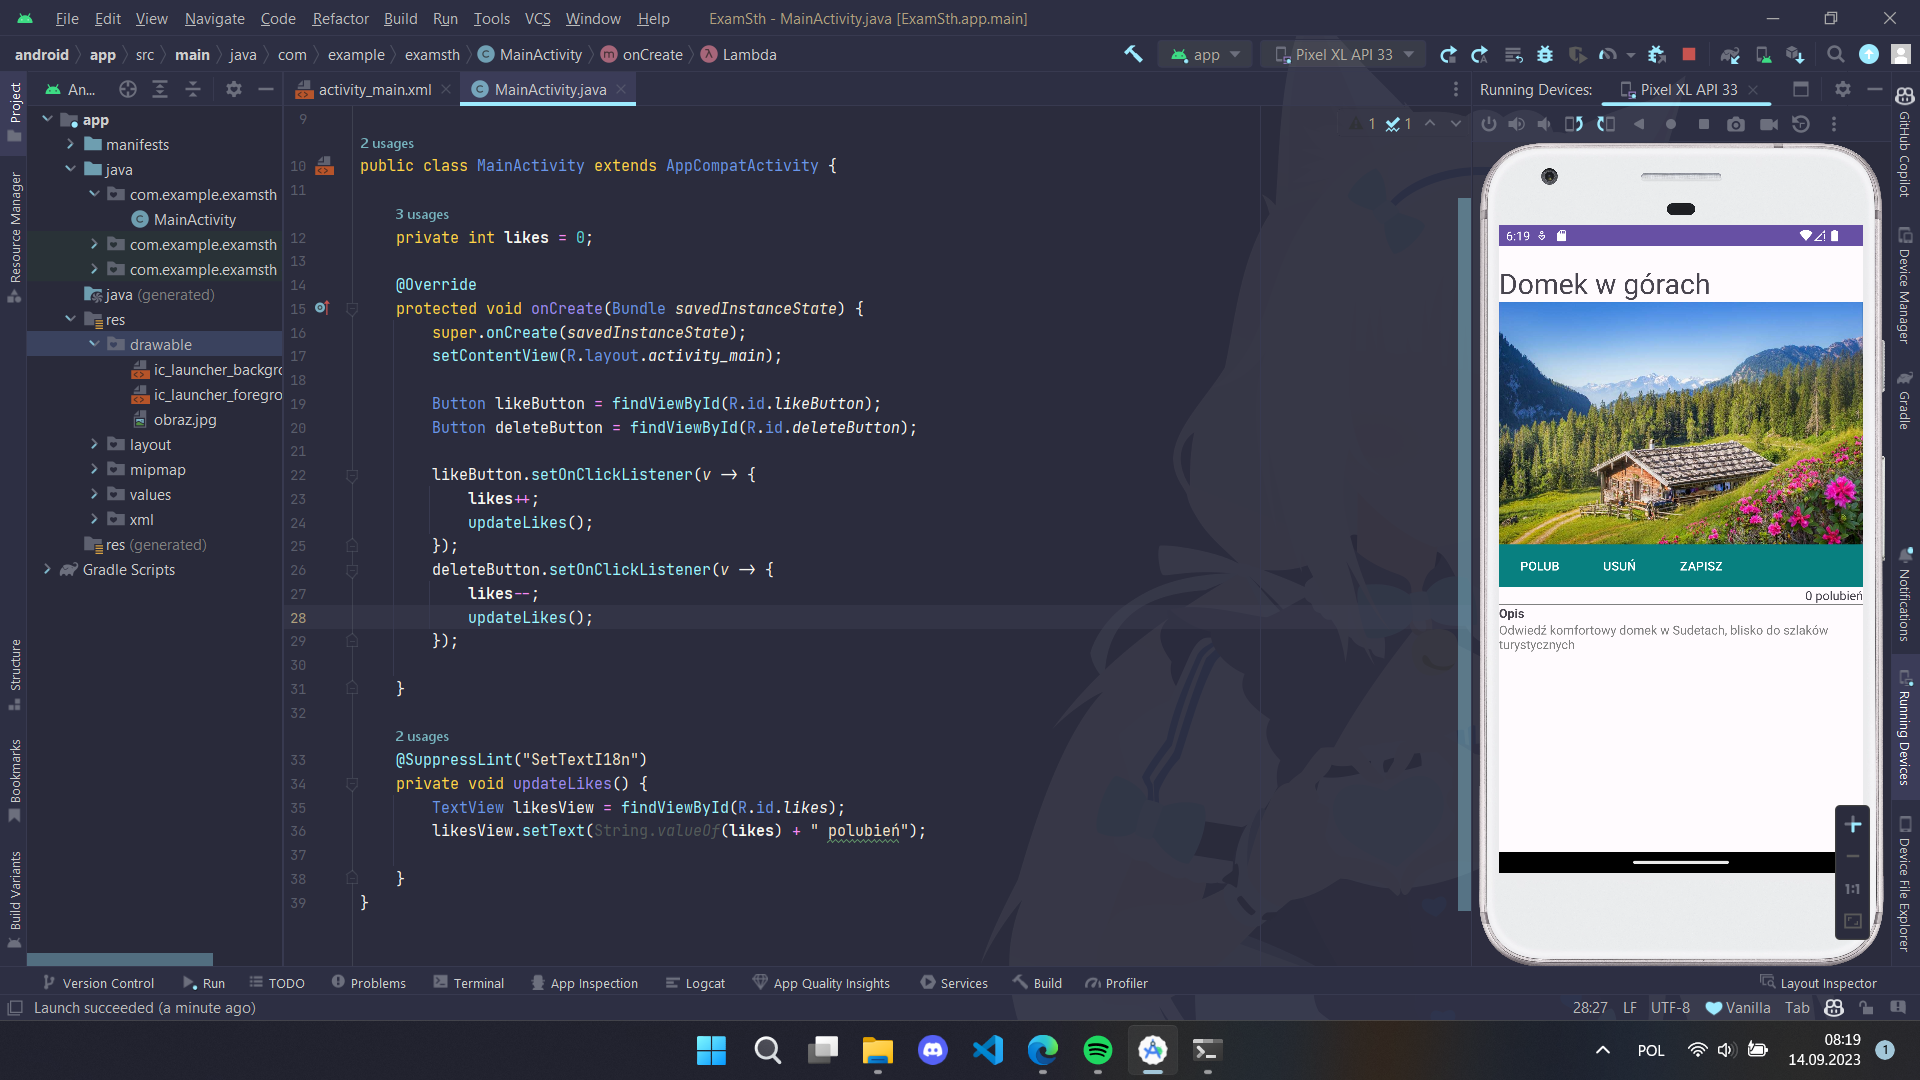 File Edit View Navigate Code Refactor Build Run Tools VCS Window Help ExamSth - MainActivity.java [ExamSth.app.main]
android app src main java com example examsth MainActivity onCreate Lambda
app Pixel XL API 33
An...
activity_main.xml MainActivity.java
Running Devices: Pixel XL API 33
Project
Resource Manager
Structure
Bookmarks
Build Variants
app
manifests
java
com.example.examsth
MainActivity
com.example.examsth
com.example.examsth
java (generated)
res
drawable
ic_launcher_backgro
ic_launcher_foregro
obraz.jpg
layout
mipmap
values
xml
res (generated)
Gradle Scripts
1 1
9
2 usages
10 public class MainActivity extends AppCompatActivity {
11
3 usages
12 private int likes = 0;
13
14 @Override
15 protected void onCreate(Bundle savedInstanceState) {
16 super.onCreate(savedInstanceState);
17 setContentView(R.layout.activity_main);
18
19 Button likeButton = findViewById(R.id.likeButton);
20 Button deleteButton = findViewById(R.id.deleteButton);
21
22 likeButton.setOnClickListener(v -> {
23 likes++;
24 updateLikes();
25 });
26 deleteButton.setOnClickListener(v -> {
27 likes--;
28 updateLikes();
29 });
30
31 }
32
2 usages
33 @SuppressLint("SetTextI18n")
34 private void updateLikes() {
35 TextView likesView = findViewById(R.id.likes);
36 likesView.setText(String.valueOf(likes) + " polubień");
37
38 }
39 }
6:19
Domek w górach
POLUB USUŃ ZAPISZ
0 polubień
Opis
Odwiedź komfortowy domek w Sudetach, blisko do szlaków
turystycznych
1:1
GitHub Copilot
Device Manager
Gradle
Notifications
Running Devices
Device File Explorer
Version Control Run TODO Problems Terminal App Inspection Logcat App Quality Insights Services Build Profiler Layout Inspector
Launch succeeded (a minute ago) 28:27 LF UTF-8 Vanilla Tab
POL 08:19
14.09.2023 1